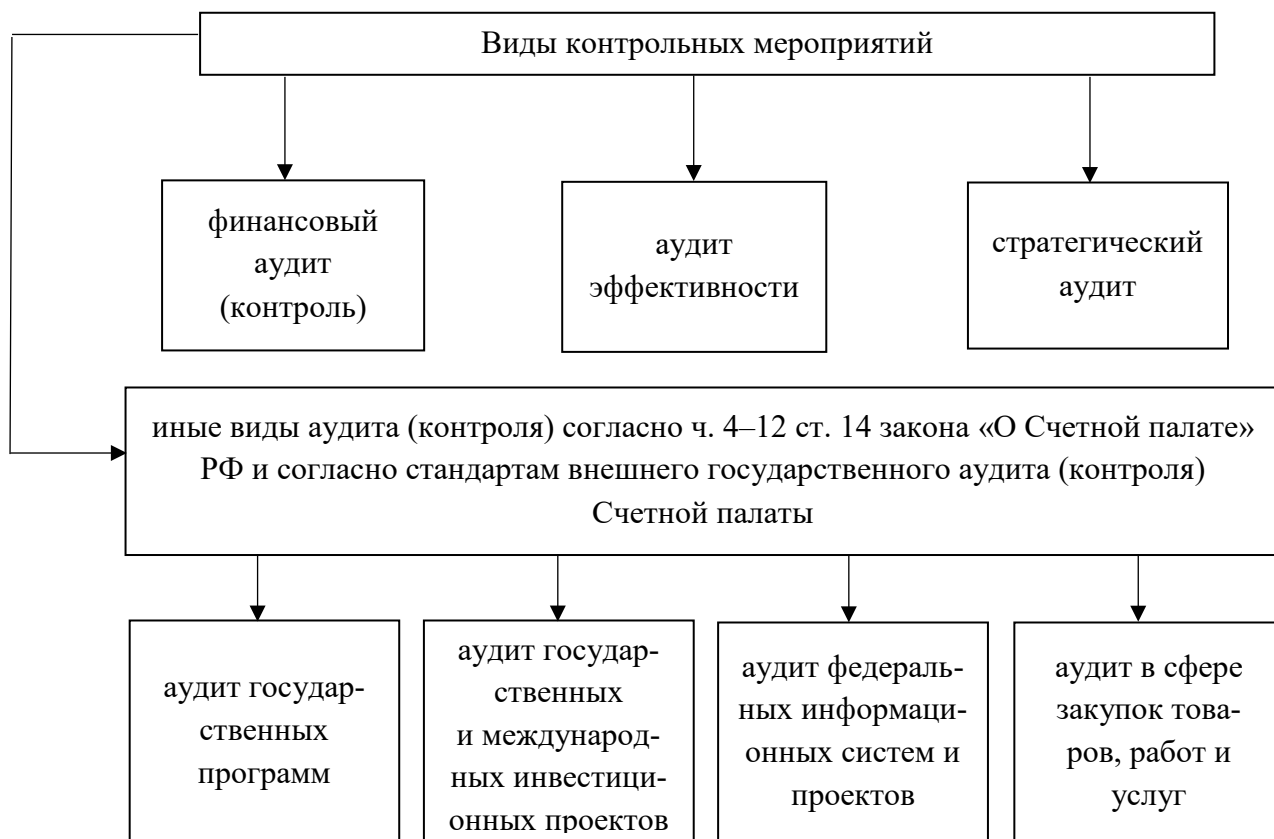 Виды контрольных мероприятий
финансовый
аудит
(контроль)
аудит
эффективности
стратегический
аудит
иные виды аудита (контроля) согласно ч. 4–12 ст. 14 закона «О Счетной палате»
РФ и согласно стандартам внешнего государственного аудита (контроля)
Счетной палаты
аудит государ-
ственных
программ
аудит государ-
ственных
и международ-
ных инвестици-
онных проектов
аудит федераль-
ных информаци-
онных систем и
проектов
аудит в сфере
закупок това-
ров, работ и
услуг